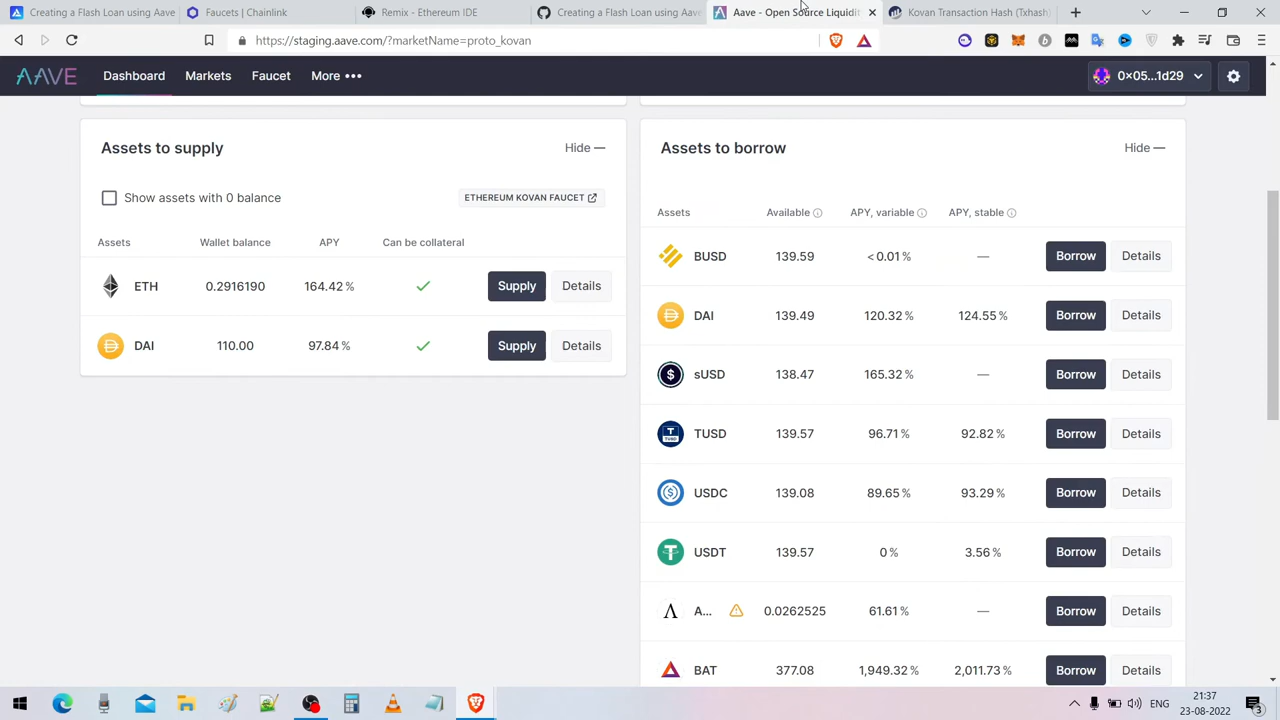 Creating a Flash Loan using Aave
Faucets | Chainlink
Remix - Ethereum IDE
Creating a Flash Loan using Aave
Aave - Open Source Liquidit
Kovan Transaction Hash (Txhash)
https://staging.aave.com/?marketName=proto_kovan
AAVE
Dashboard
Markets
Faucet
More
0×05...1d29
Assets to supply
Hide —
Show assets with 0 balance
ETHEREUM KOVAN FAUCET
Assets Wallet balance APY Can be collateral
ETH 0.2916190 164.42 % Supply Details
DAI 110.00 97.84 % Supply Details
Assets to borrow
Hide —
Assets Available APY, variable APY, stable
BUSD 139.59 <0.01 % — Borrow Details
DAI 139.49 120.32 % 124.55 % Borrow Details
sUSD 138.47 165.32 % — Borrow Details
TUSD 139.57 96.71 % 92.82 % Borrow Details
USDC 139.08 89.65 % 93.29 % Borrow Details
USDT 139.57 0 % 3.56 % Borrow Details
A... 0.0262525 61.61 % — Borrow Details
BAT 377.08 1,949.32 % 2,011.73 % Borrow Details
ENG
21:37
23-08-2022
3